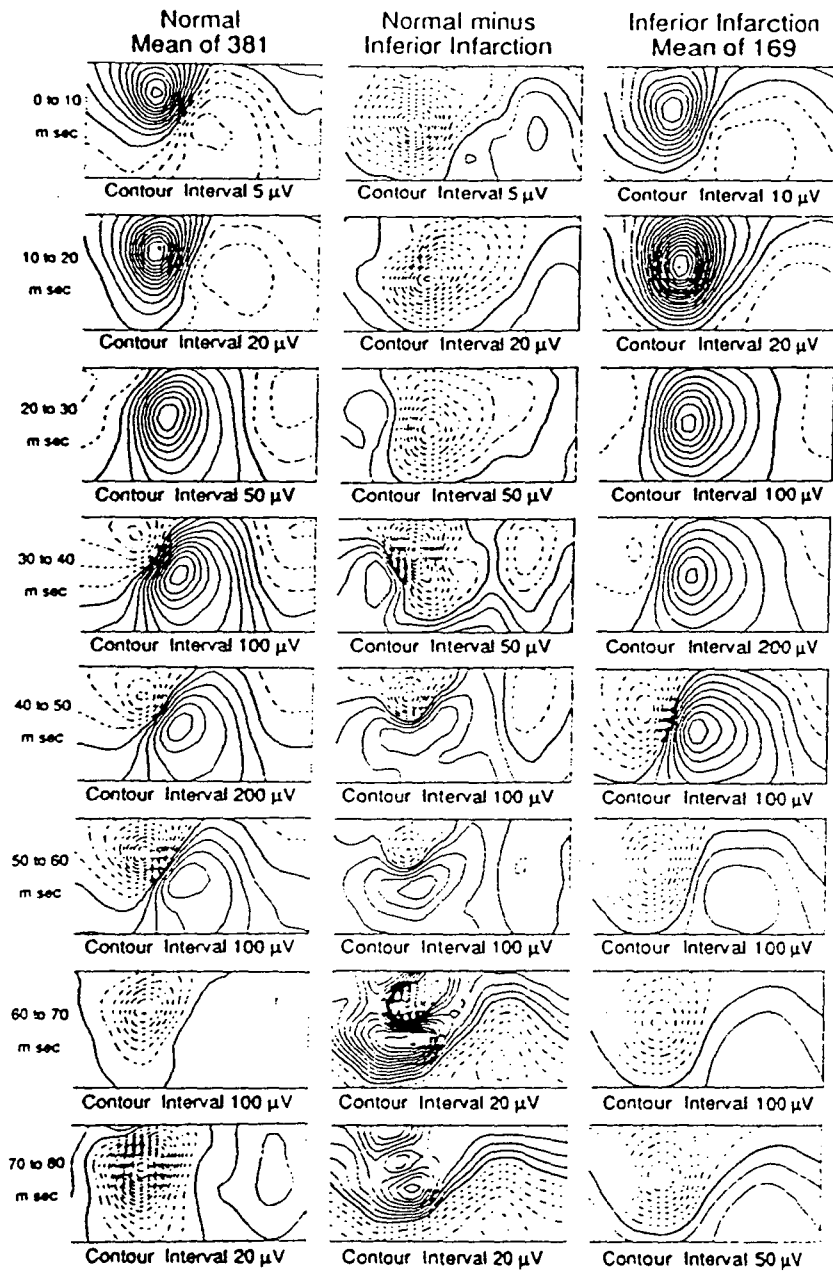 Normal
Mean of 381
Normal minus
Inferior Infarction
Inferior Infarction
Mean of 169
0 to 10
m sec
Contour Interval 5 μV
Contour Interval 5 μV
Contour Interval 10 μV
10 to 20
m sec
Contour Interval 20 μV
Contour Interval 20 μV
Contour Interval 20 μV
20 to 30
m sec
Contour Interval 50 μV
Contour Interval 50 μV
Contour Interval 100 μV
30 to 40
m sec
Contour Interval 100 μV
Contour Interval 50 μV
Contour Interval 200 μV
40 to 50
m sec
Contour Interval 200 μV
Contour Interval 100 μV
Contour Interval 100 μV
50 to 60
m sec
Contour Interval 100 μV
Contour Interval 100 μV
Contour Interval 100 μV
60 to 70
m sec
Contour Interval 100 μV
Contour Interval 20 μV
Contour Interval 100 μV
70 to 80
m sec
Contour Interval 20 μV
Contour Interval 20 μV
Contour Interval 50 μV